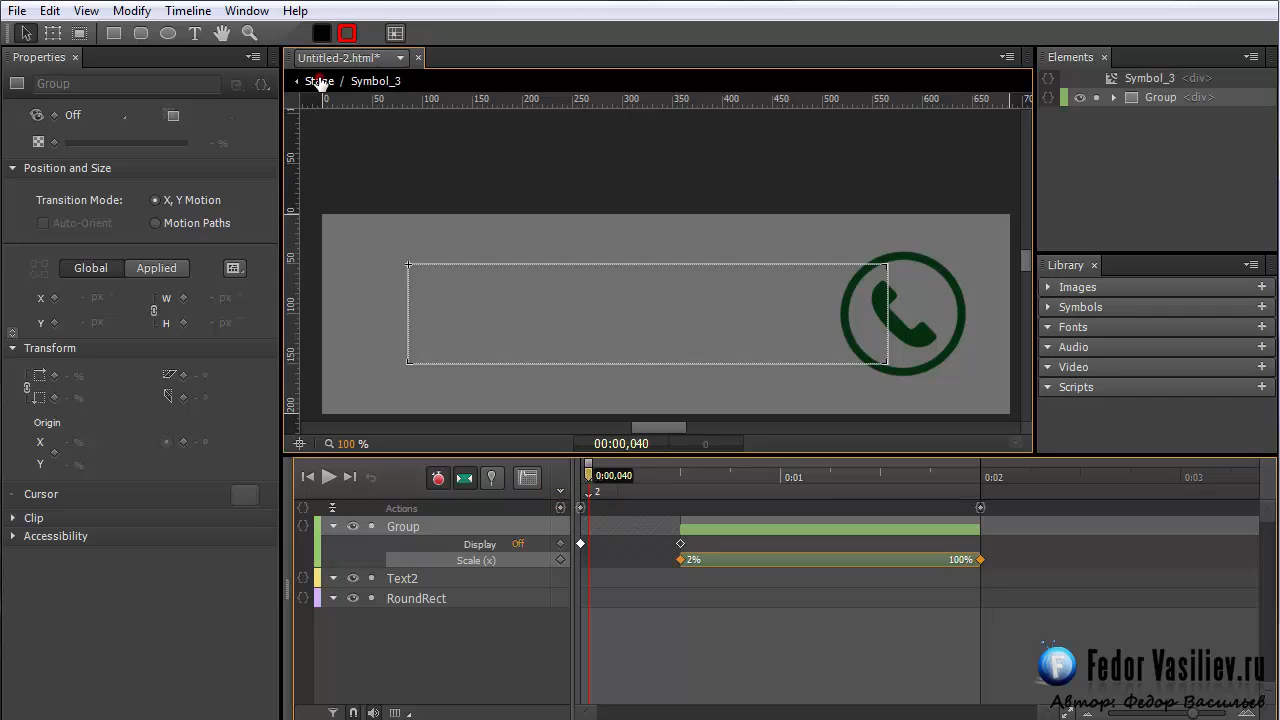 File Edit View Modify Timeline Window Help
Properties
Untitled-2.html*
Elements
Group
Stage / Symbol_3
Symbol_3 <div>
Group <div>
0 50 100 150 200 250 300 350 400 450 500 550 600 650 70
Off
- %
Position and Size
Transition Mode: X, Y Motion
Auto-Orient Motion Paths
Global Applied
X - px W - px
Y - px H - px
Transform
- % - °
- % - °
Origin
X - % - °
Y - %
Cursor
Clip
Accessibility
Library
Images
Symbols
Fonts
Audio
Video
Scripts
100 %
00:00,040
0
0:00,040
0:01
0:02
0:03
2
Actions
Group
Display Off
Scale (x) 2% 100%
Text2
RoundRect
F Fedor Vasiliev.ru
Автор: Федор Васильев